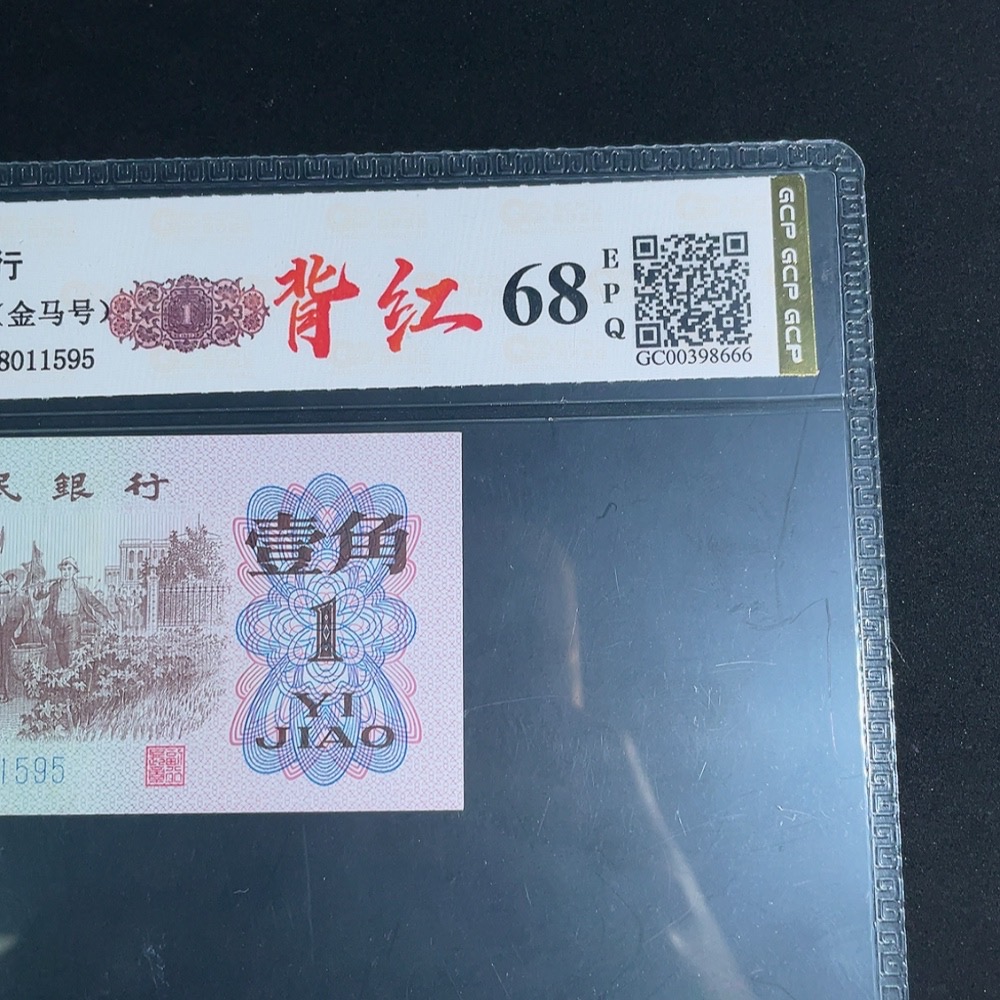 行
(金马号)
8011595
1
背红
68
E
P
Q
GC00398666
GCP GCP GCP
民銀行
壹角
1
YI
JIAO
1595